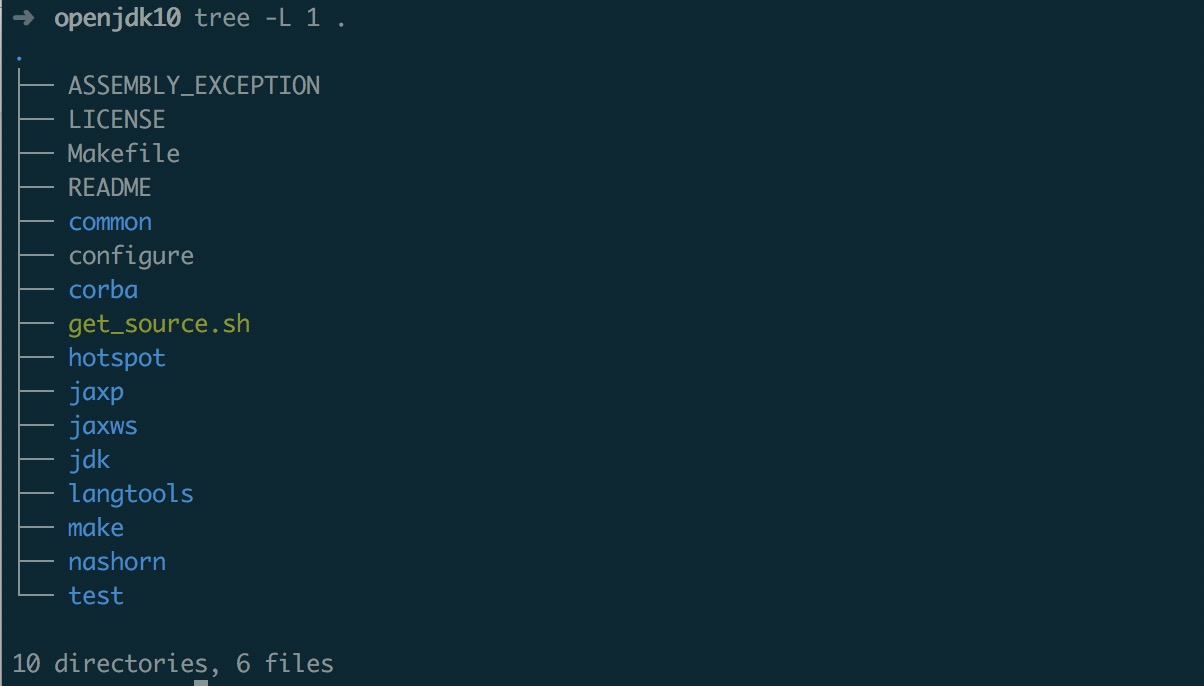 ➜ openjdk10 tree -L 1 .
.
├── ASSEMBLY_EXCEPTION
├── LICENSE
├── Makefile
├── README
├── common
├── configure
├── corba
├── get_source.sh
├── hotspot
├── jaxp
├── jaxws
├── jdk
├── langtools
├── make
├── nashorn
└── test
10 directories, 6 files